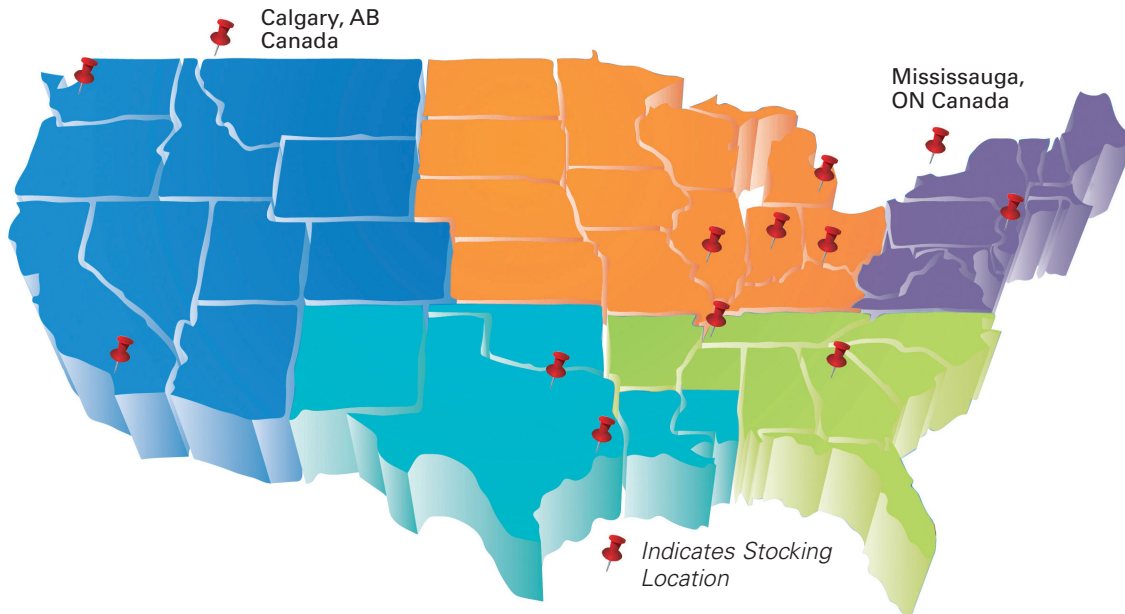 Calgary, AB
Canada
Mississauga,
ON Canada
Indicates Stocking
Location